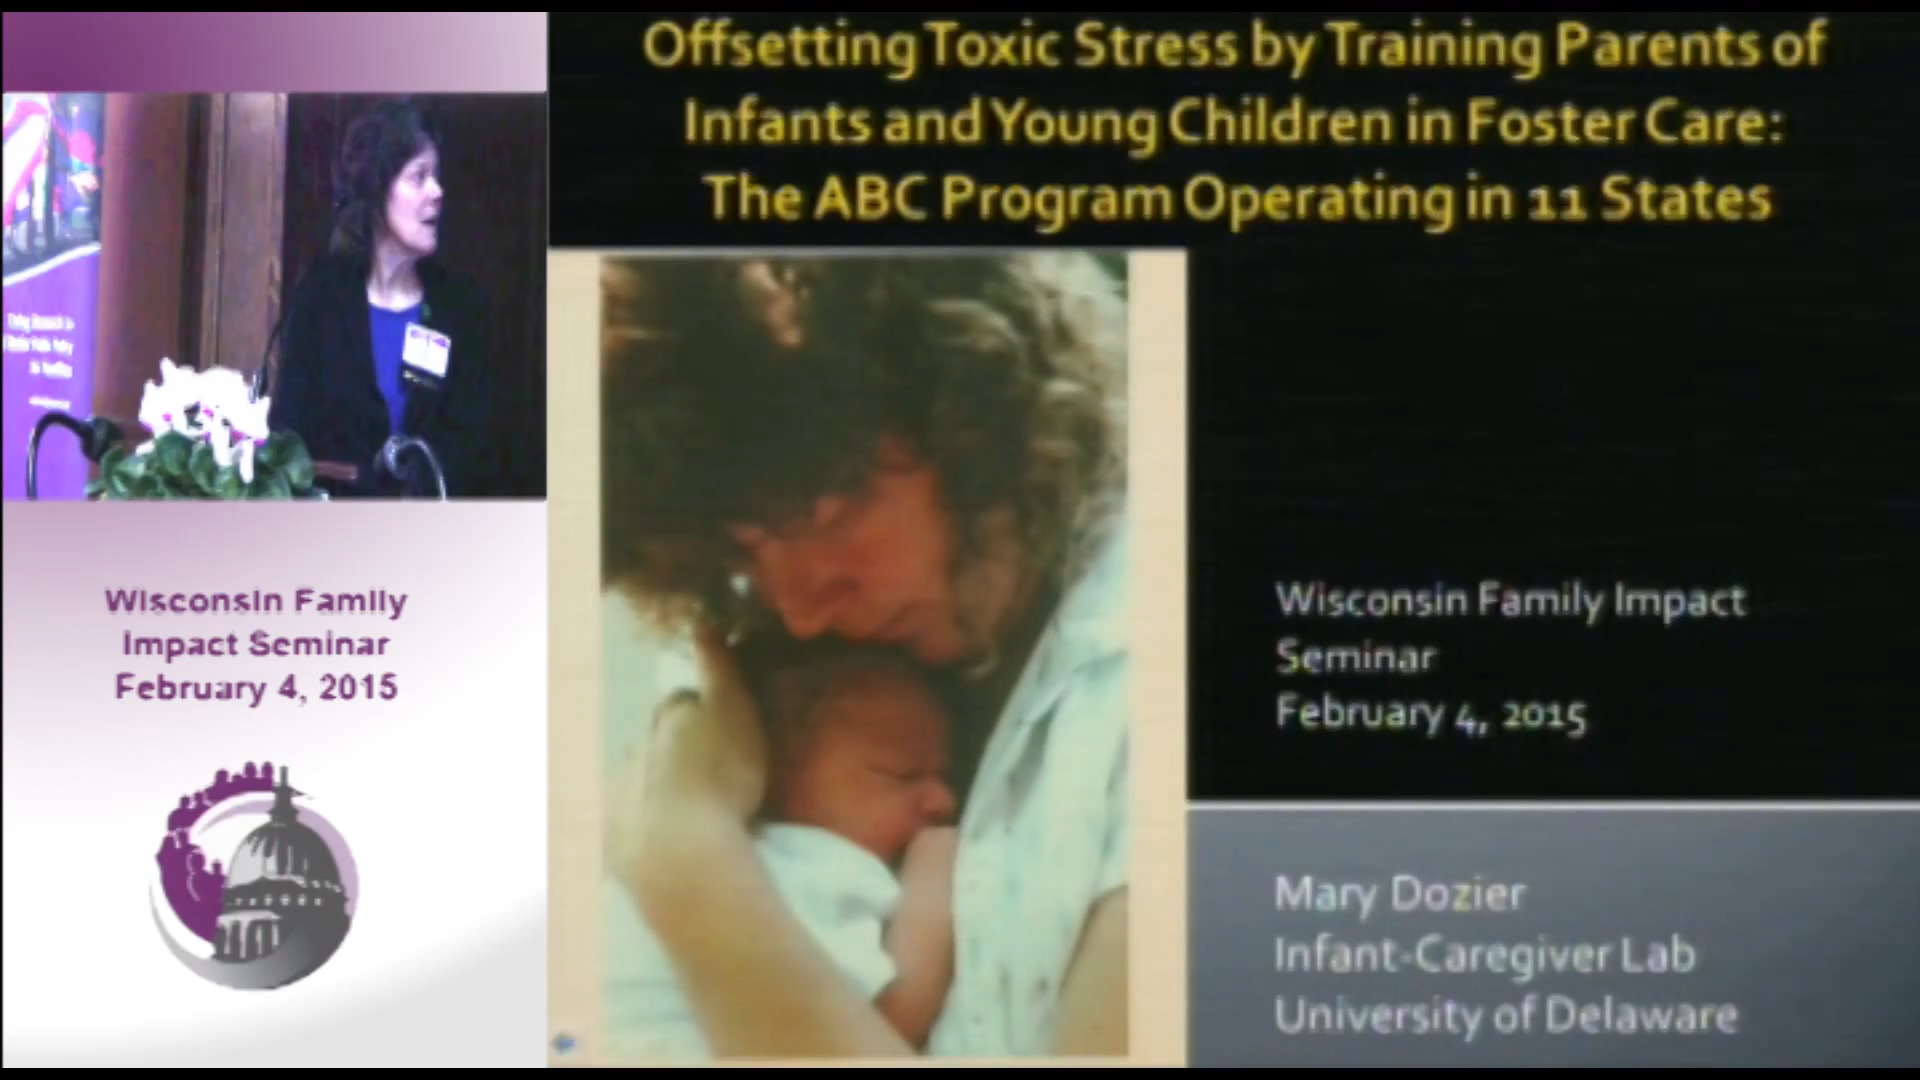 Offsetting Toxic Stress by Training Parents of
Infants and Young Children in Foster Care:
The ABC Program Operating in 11 States
Wisconsin Family
Impact Seminar
February 4, 2015
Wisconsin Family Impact
Seminar
February 4, 2015
Mary Dozier
Infant-Caregiver Lab
University of Delaware